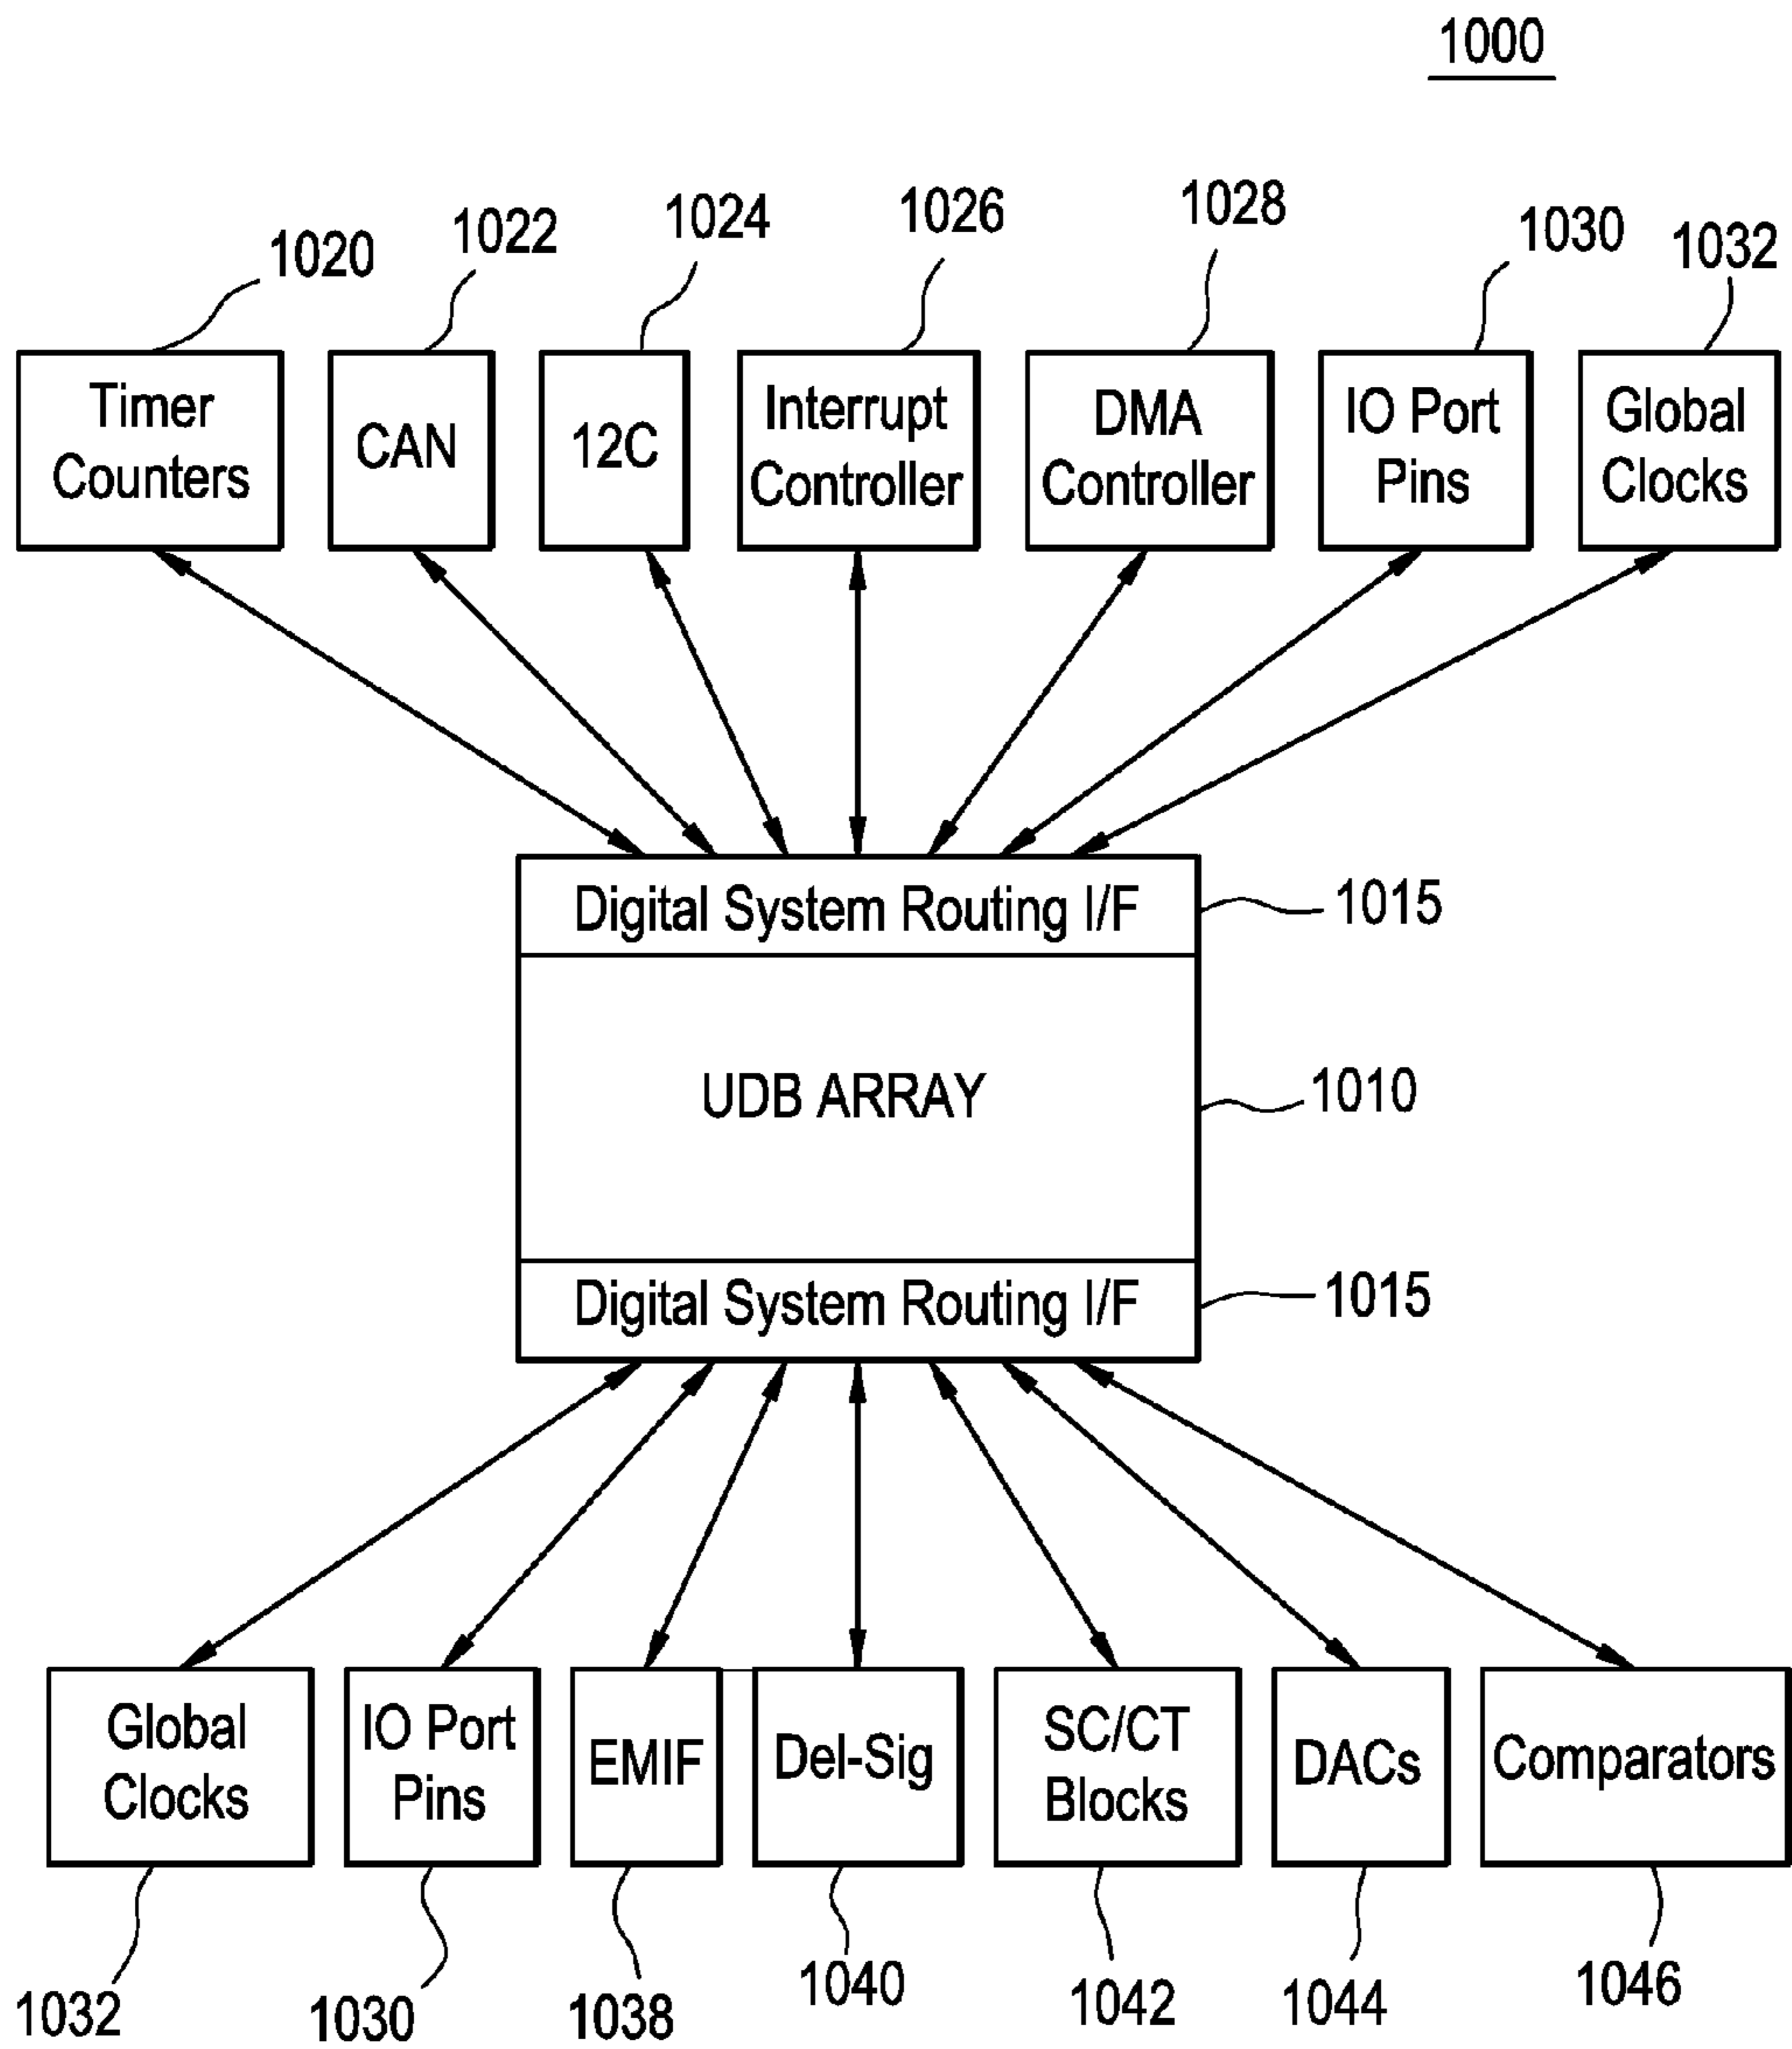 1000
1020
1022
1024
1026
1028
1030
1032
Timer
Counters
CAN
12C
Interrupt
Controller
DMA
Controller
IO Port
Pins
Global
Clocks
Digital System Routing I/F
1015
UDB ARRAY
1010
Digital System Routing I/F
1015
Global
Clocks
IO Port
Pins
EMIF
Del-Sig
SC/CT
Blocks
DACs
Comparators
1032
1030
1038
1040
1042
1044
1046